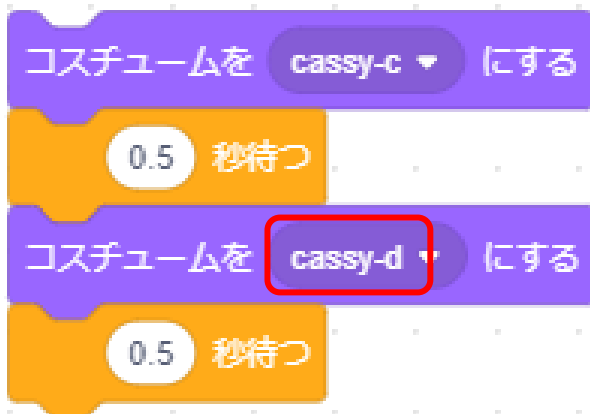 コスチュームを cassy-c にする
0.5 秒待つ
コスチュームを cassy-d にする
0.5 秒待つ